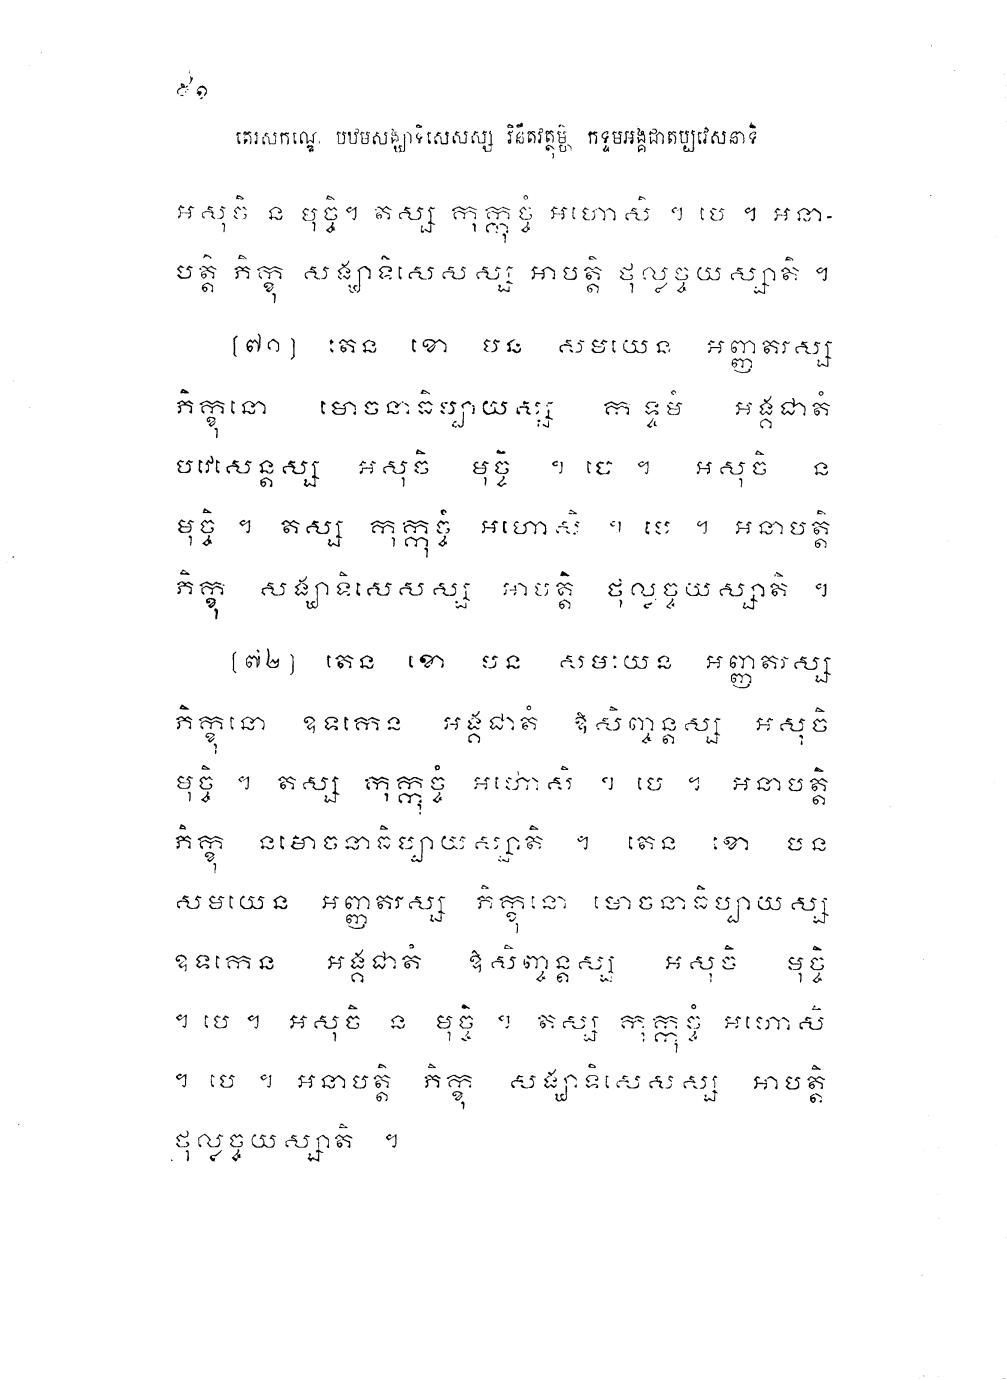 ៩១
តេរសកណ្ឌេ បឋមសង្ឃាទិសេសស្ស វិនីតវត្ថុម្ហិ កទ្ទមអង្គជាតប្បវេសនាទិ
អសុចិ ន មុច្ចិ។ តស្ស កុក្កុច្ចំ អហោសិ ។ បេ ។ អនា-
បត្តិ ភិក្ខុ សង្ឃាទិសេសស្ស អាបត្តិ ថុល្លច្ចយស្សាតិ ។
(៧១) តេន ខោ បន សមយេន អញ្ញតរស្ស
ភិក្ខុនោ មោចនាធិប្បាយស្ស កទ្ទមំ អង្គជាតំ
បវេសេន្តស្ស អសុចិ មុច្ចិ ។ បេ ។ អសុចិ ន
មុច្ចិ ។ តស្ស កុក្កុច្ចំ អហោសិ ។ បេ ។ អនាបត្តិ
ភិក្ខុ សង្ឃាទិសេសស្ស អាបត្តិ ថុល្លច្ចយស្សាតិ ។
(៧២) តេន ខោ បន សមយេន អញ្ញតរស្ស
ភិក្ខុនោ ឧទកេន អង្គជាតំ ឱសិញ្ចន្តស្ស អសុចិ
មុច្ចិ ។ តស្ស កុក្កុច្ចំ អហោសិ ។ បេ ។ អនាបត្តិ
ភិក្ខុ នមោចនាធិប្បាយស្សាតិ ។ តេន ខោ បន
សមយេន អញ្ញតរស្ស ភិក្ខុនោ មោចនាធិប្បាយស្ស
ឧទកេន អង្គជាតំ ឱសិញ្ចន្តស្ស អសុចិ មុច្ចិ
។ បេ ។ អសុចិ ន មុច្ចិ ។ តស្ស កុក្កុច្ចំ អហោសិ
។ បេ ។ អនាបត្តិ ភិក្ខុ សង្ឃាទិសេសស្ស អាបត្តិ
ថុល្លច្ចយស្សាតិ ។